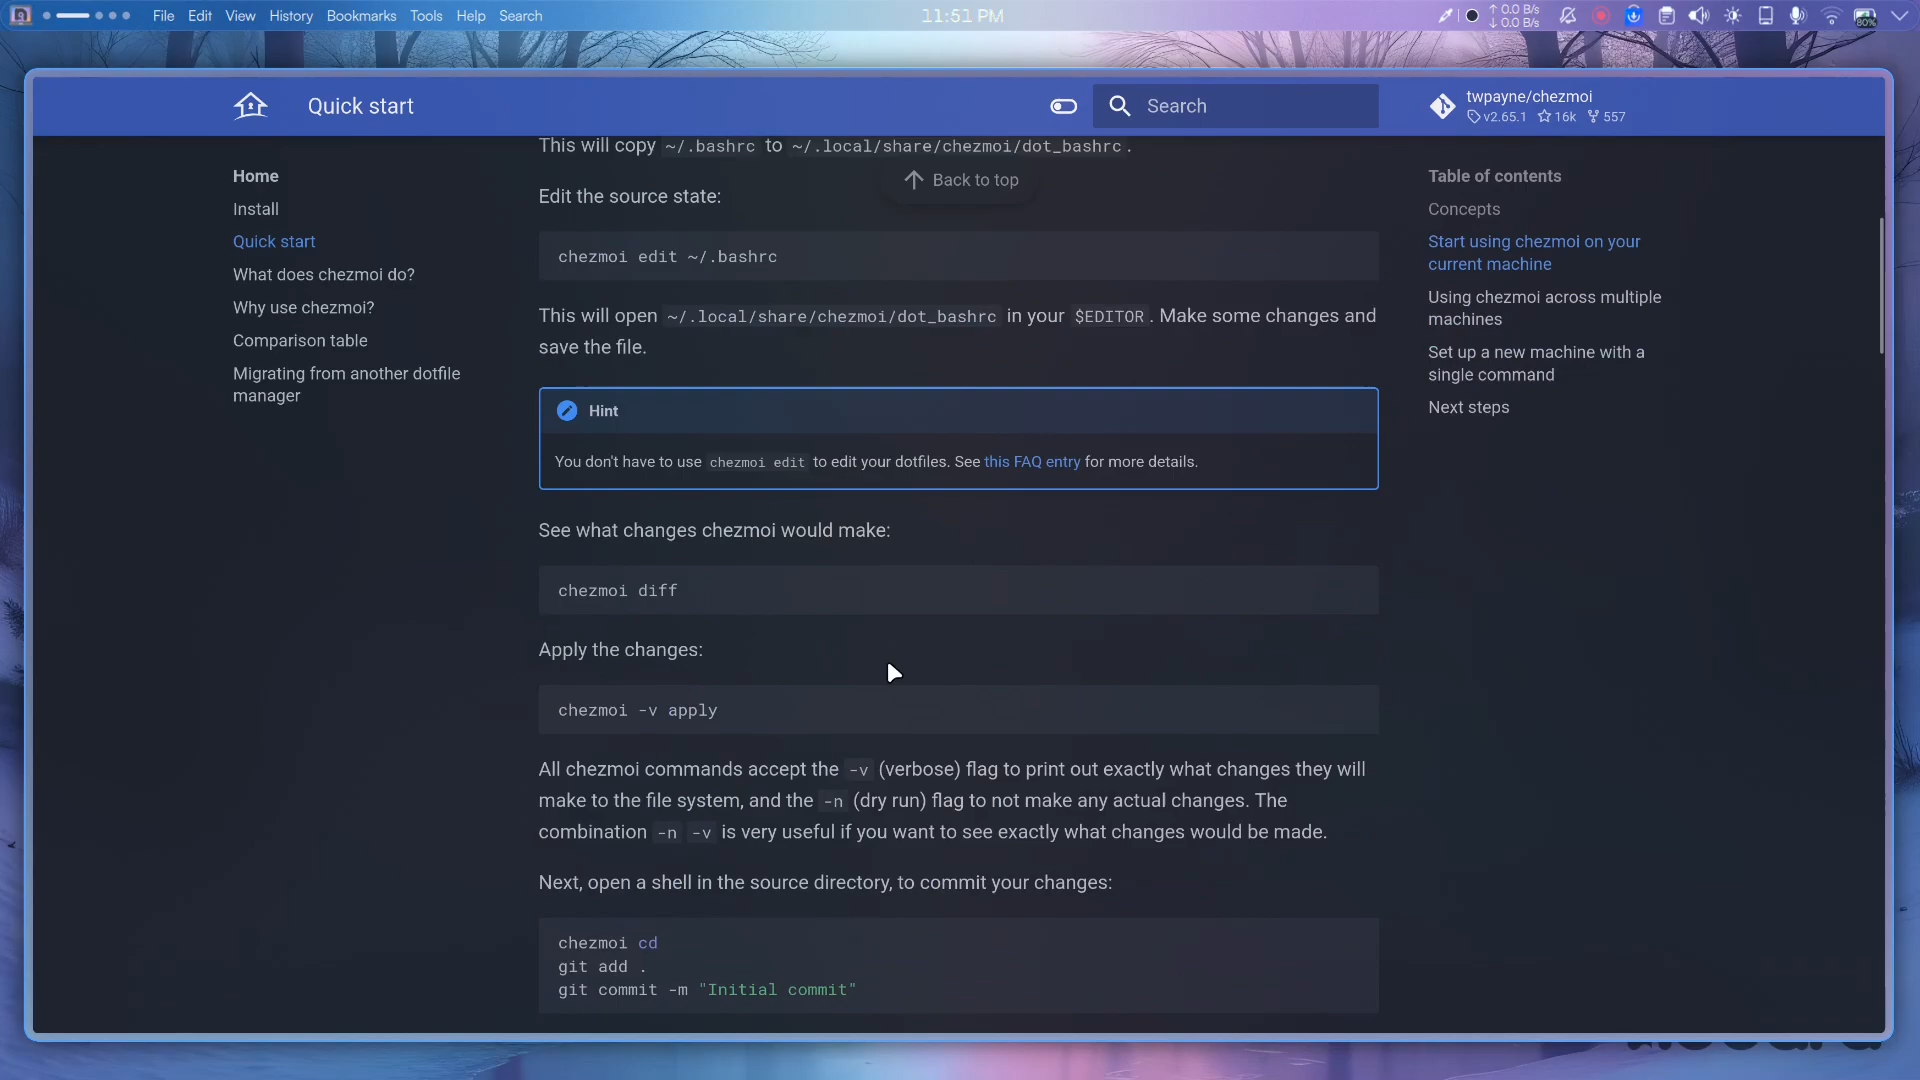 File Edit View History Bookmarks Tools Help Search
11:51 PM
↑ 0.0 B/s
↓ 0.0 B/s
80%
Quick start
Search
twpayne/chezmoi
v2.65.1 16k 557
Home
Install
Quick start
What does chezmoi do?
Why use chezmoi?
Comparison table
Migrating from another dotfile
manager
This will copy ~/.bashrc to ~/.local/share/chezmoi/dot_bashrc.
Back to top
Edit the source state:
chezmoi edit ~/.bashrc
This will open ~/.local/share/chezmoi/dot_bashrc in your $EDITOR. Make some changes and
save the file.
Hint
You don't have to use chezmoi edit to edit your dotfiles. See this FAQ entry for more details.
See what changes chezmoi would make:
chezmoi diff
Apply the changes:
chezmoi -v apply
All chezmoi commands accept the -v (verbose) flag to print out exactly what changes they will
make to the file system, and the -n (dry run) flag to not make any actual changes. The
combination -n -v is very useful if you want to see exactly what changes would be made.
Next, open a shell in the source directory, to commit your changes:
chezmoi cd
git add .
git commit -m "Initial commit"
Table of contents
Concepts
Start using chezmoi on your
current machine
Using chezmoi across multiple
machines
Set up a new machine with a
single command
Next steps